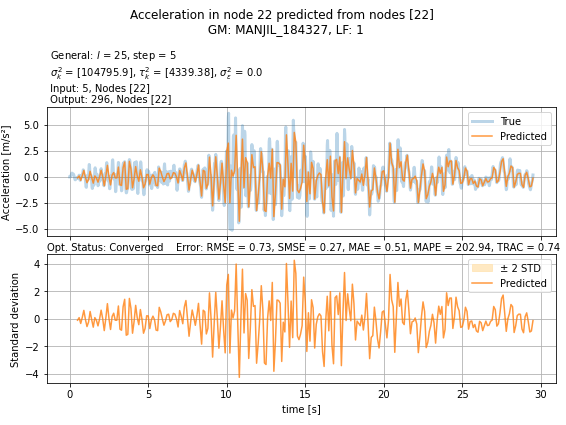 Acceleration in node 22 predicted from nodes [22]
GM: MANJIL_184327, LF: 1
General: l = 25, step = 5
σ²ₖ = [104795.9], τ²ₖ = [4339.38], σ²ε = 0.0
Input: 5, Nodes [22]
Output: 296, Nodes [22]
Acceleration [m/s²]
5.0
2.5
0.0
−2.5
−5.0
True
Predicted
Opt. Status: Converged Error: RMSE = 0.73, SMSE = 0.27, MAE = 0.51, MAPE = 202.94, TRAC = 0.74
Standard deviation
4
2
0
−2
−4
± 2 STD
Predicted
0 5 10 15 20 25 30
time [s]